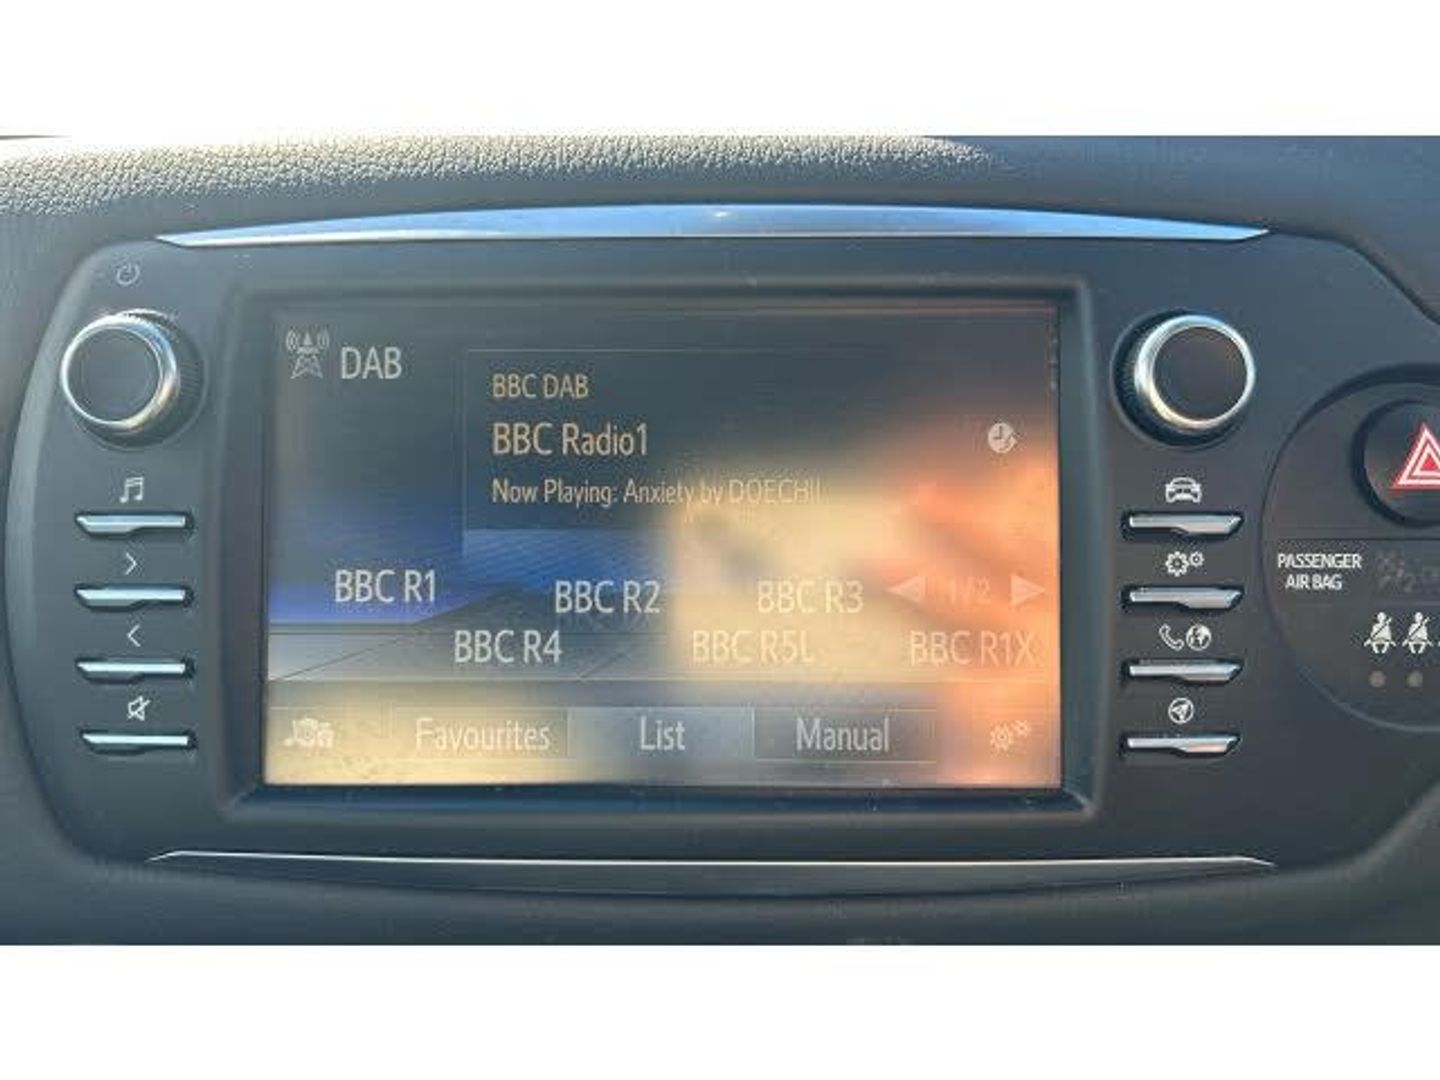 DAB
BBC DAB
BBC Radio1
Now Playing: Anxiety by DOECHII
BBC R1 BBC R2 BBC R3 1/2
BBC R4 BBC R5L BBC R1X
Favourites List Manual
PASSENGER
AIR BAG